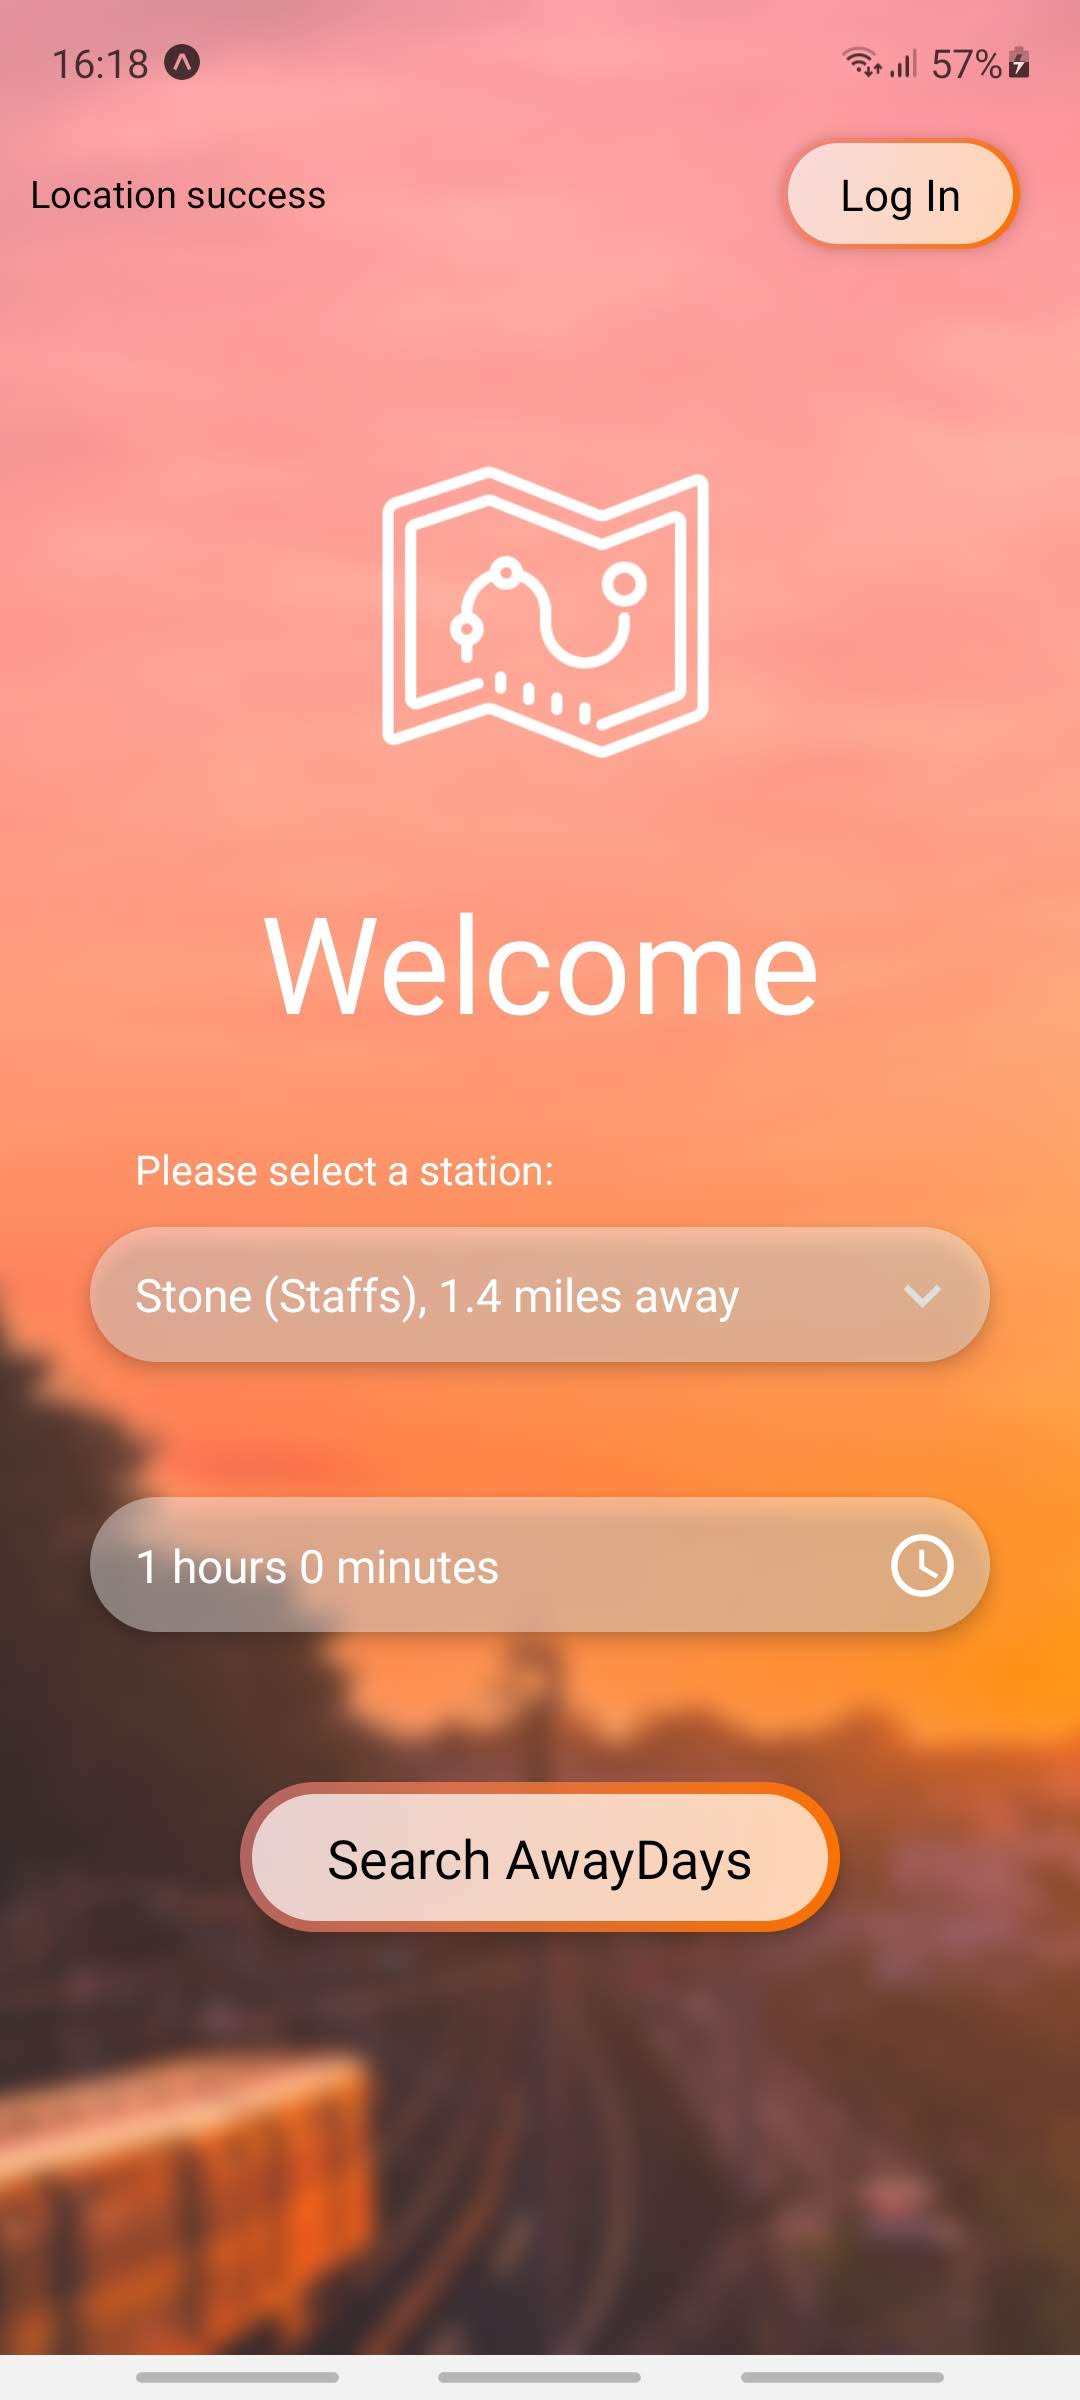 16:18
57%
Location success
Log In
Welcome
Please select a station:
Stone (Staffs), 1.4 miles away
1 hours 0 minutes
Search AwayDays